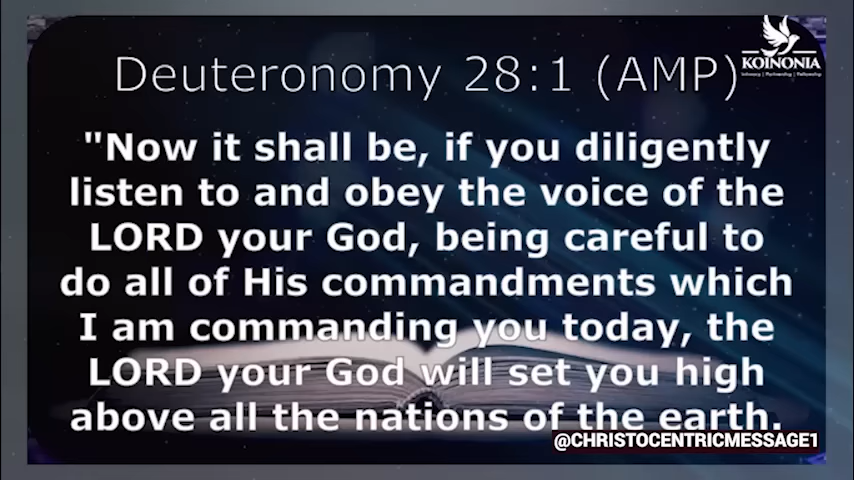 Deuteronomy 28:1 (AMP)
KOINONIA
"Now it shall be, if you diligently
listen to and obey the voice of the
LORD your God, being careful to
do all of His commandments which
I am commanding you today, the
LORD your God will set you high
above all the nations of the earth.
@CHRISTOCENTRICMESSAGE1